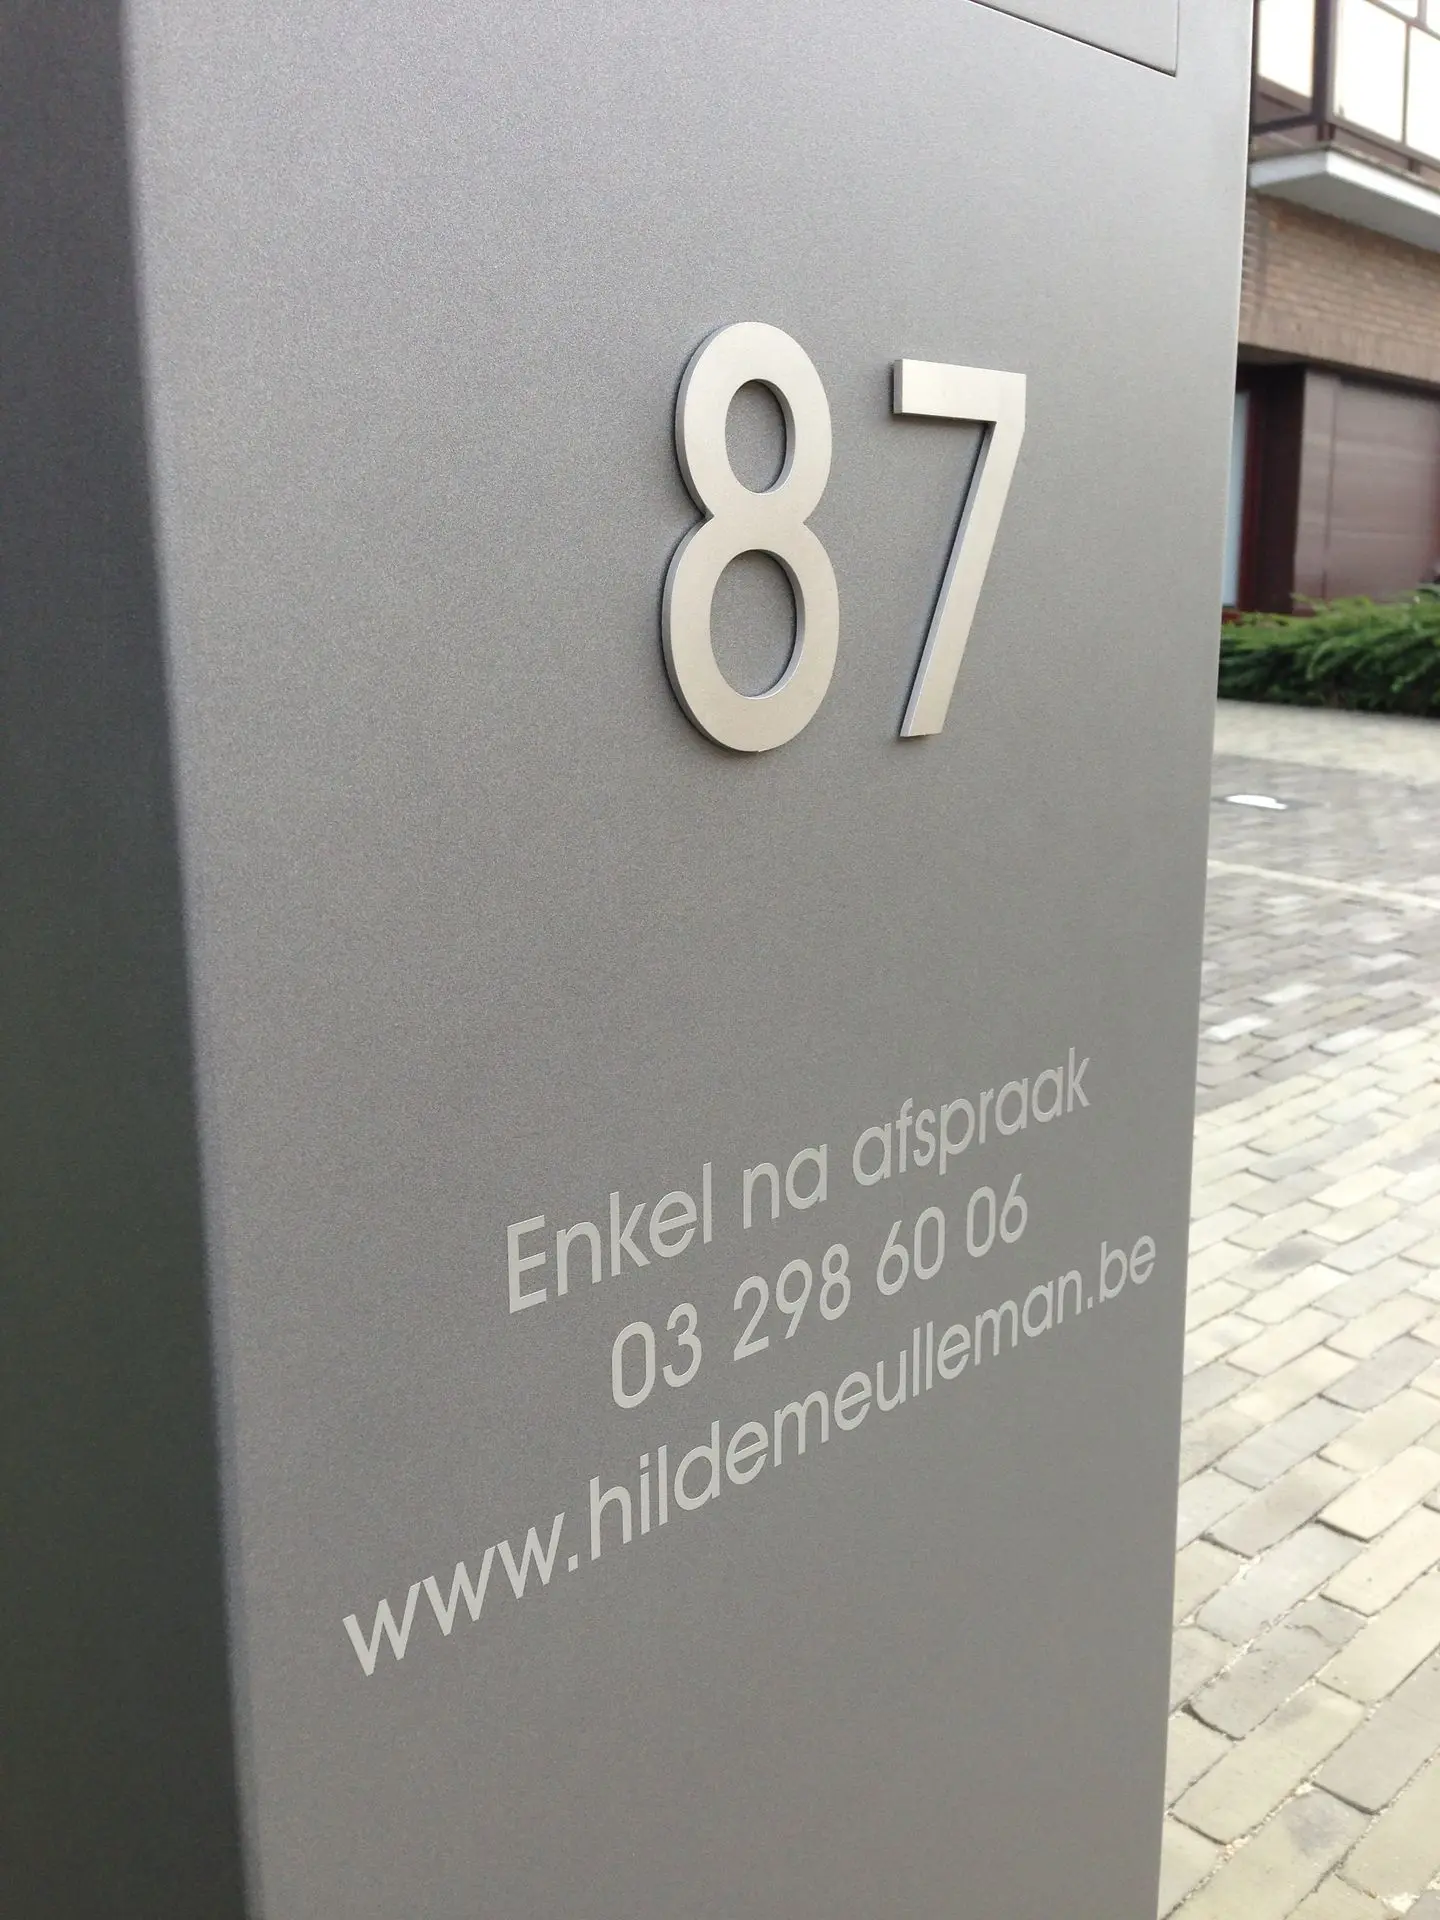 87
Enkel na afspraak
03 298 60 06
www.hildemeulleman.be